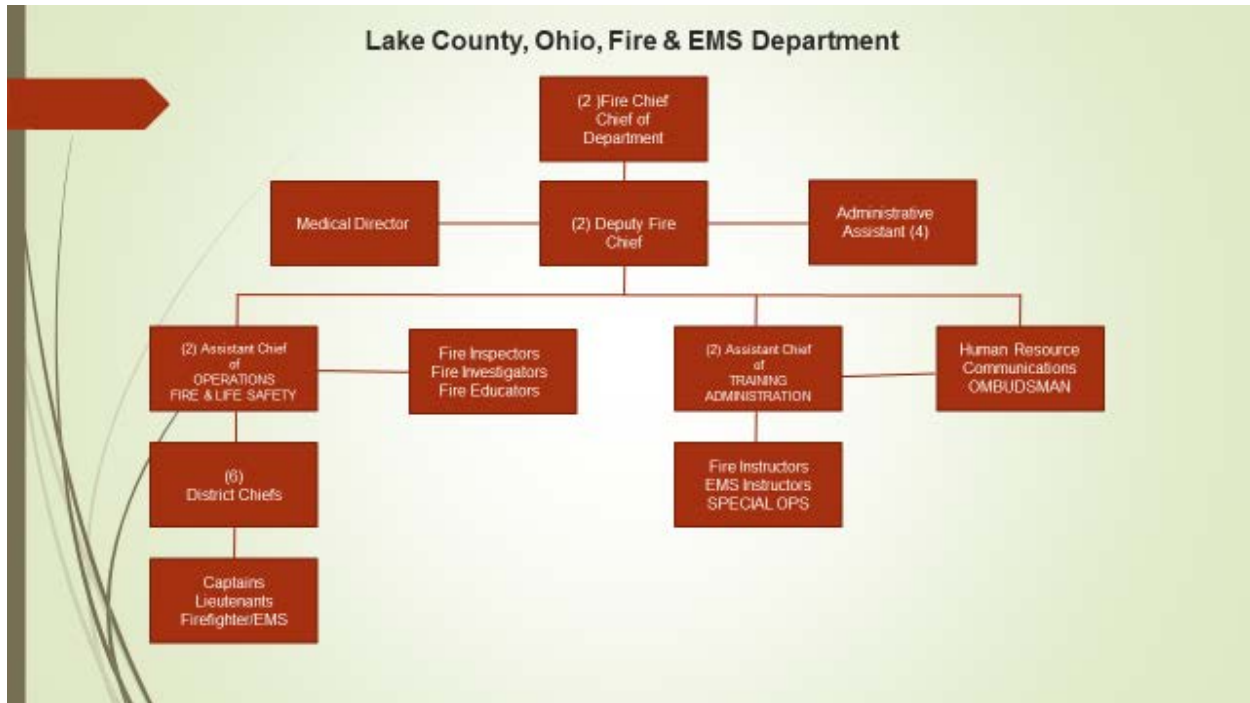 Lake County, Ohio, Fire & EMS Department
(2 )Fire Chief
Chief of
Department
Medical Director
(2) Deputy Fire
Chief
Administrative
Assistant (4)
(2) Assistant Chief
of
OPERATIONS
FIRE & LIFE SAFETY
Fire Inspectors
Fire Investigators
Fire Educators
(2) Assistant Chief
of
TRAINING
ADMINISTRATION
Human Resource
Communications
OMBUDSMAN
(6)
District Chiefs
Fire Instructors
EMS Instructors
SPECIAL OPS
Captains
Lieutenants
Firefighter/EMS